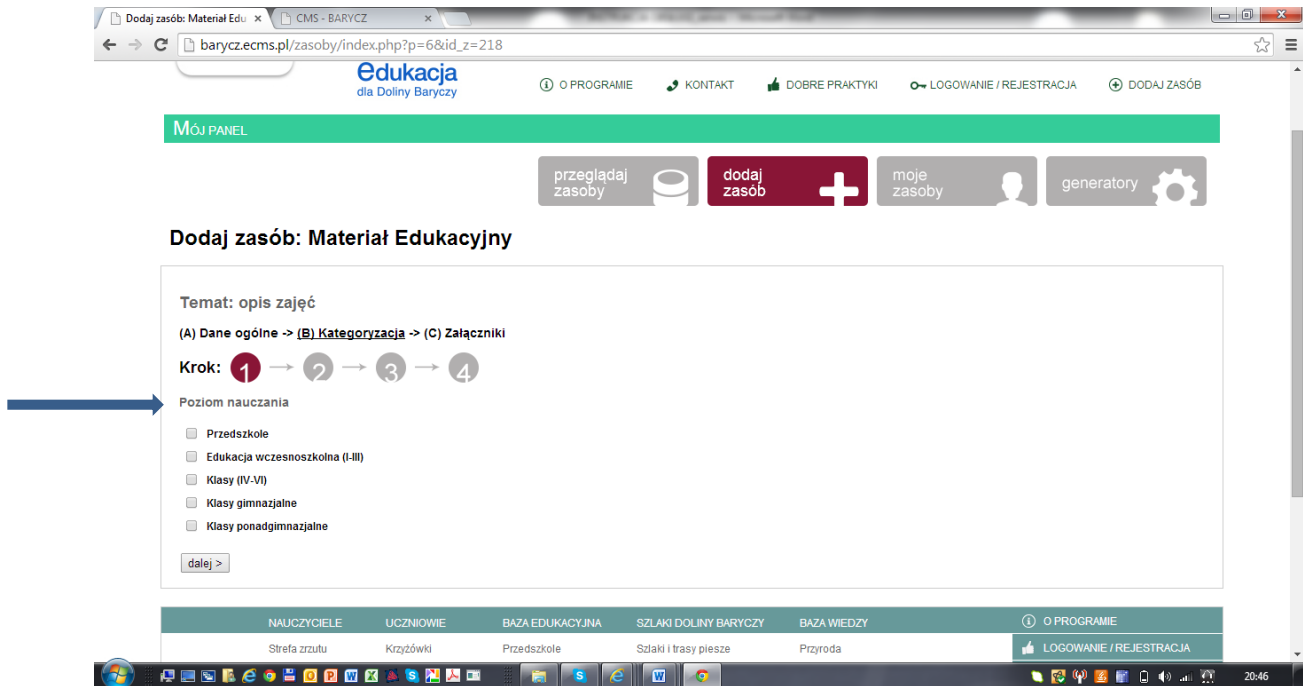 Dodaj zasób: Materiał Edu
CMS - BARYCZ
barycz.ecms.pl/zasoby/index.php?p=6&id_z=218
edukacja
dla Doliny Baryczy
O PROGRAMIE
KONTAKT
DOBRE PRAKTYKI
LOGOWANIE / REJESTRACJA
DODAJ ZASÓB
MÓJ PANEL
przeglądaj
zasoby
dodaj
zasób
moje
zasoby
generatory
Dodaj zasób: Materiał Edukacyjny
Temat: opis zajęć
(A) Dane ogólne -> (B) Kategoryzacja -> (C) Załączniki
Krok: 1 → 2 → 3 → 4
Poziom nauczania
Przedszkole
Edukacja wczesnoszkolna (I-III)
Klasy (IV-VI)
Klasy gimnazjalne
Klasy ponadgimnazjalne
dalej >
NAUCZYCIELE
UCZNIOWIE
BAZA EDUKACYJNA
SZLAKI DOLINY BARYCZY
BAZA WIEDZY
O PROGRAMIE
Strefa zrzutu
Krzyżówki
Przedszkole
Szlaki i trasy piesze
Przyroda
LOGOWANIE / REJESTRACJA
20:46